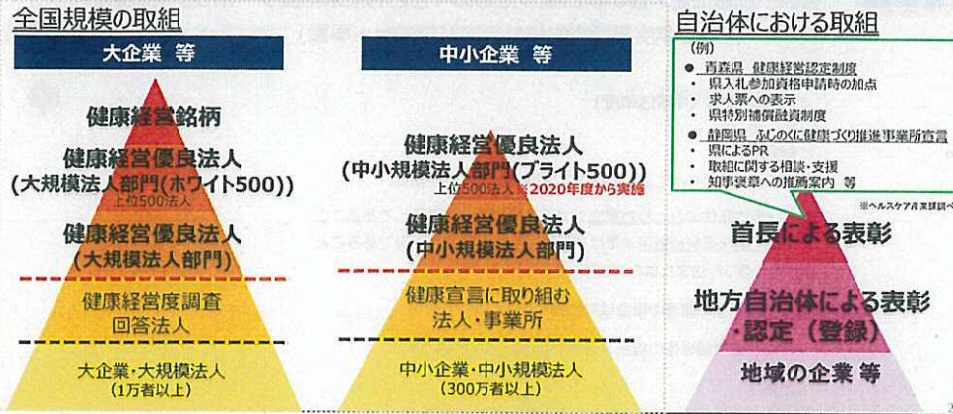 全国規模の取組
大企業 等
健康経営銘柄
健康経営優良法人
(大規模法人部門(ホワイト500))
上位500法人
健康経営優良法人
(大規模法人部門)
健康経営度調査
回答法人
大企業・大規模法人
(1万者以上)
中小企業 等
健康経営優良法人
(中小規模法人部門(ブライト500))
上位500法人※2020年度から実施
健康経営優良法人
(中小規模法人部門)
健康宣言に取り組む
法人・事業所
中小企業・中小規模法人
(300万者以上)
自治体における取組
(例)
● 青森県 健康経営認定制度
・ 県入札参加資格申請時の加点
・ 求人票への表示
・ 県特別補償融資制度
● 静岡県 ふじのくに健康づくり推進事業所宣言
・ 県によるPR
・ 取組に関する相談・支援
・ 知事褒章への推薦案内 等
※ヘルスケア産業課調べ
首長による表彰
地方自治体による表彰
・認定（登録）
地域の企業 等
2